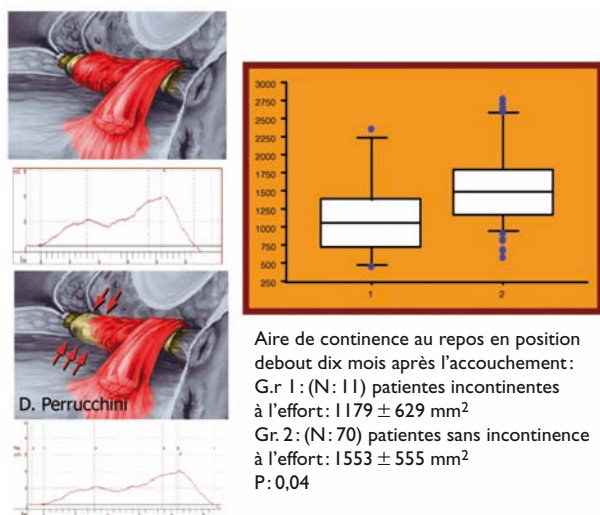 D. Perrucchini
3000
2750
2500
2250
2000
1750
1500
1250
1000
750
500
250
1
2
Aire de continence au repos en position
debout dix mois après l'accouchement:
G.r 1: (N: 11) patientes incontinentes
à l'effort: 1179 ± 629 mm²
Gr. 2: (N: 70) patientes sans incontinence
à l'effort: 1553 ± 555 mm²
P: 0,04